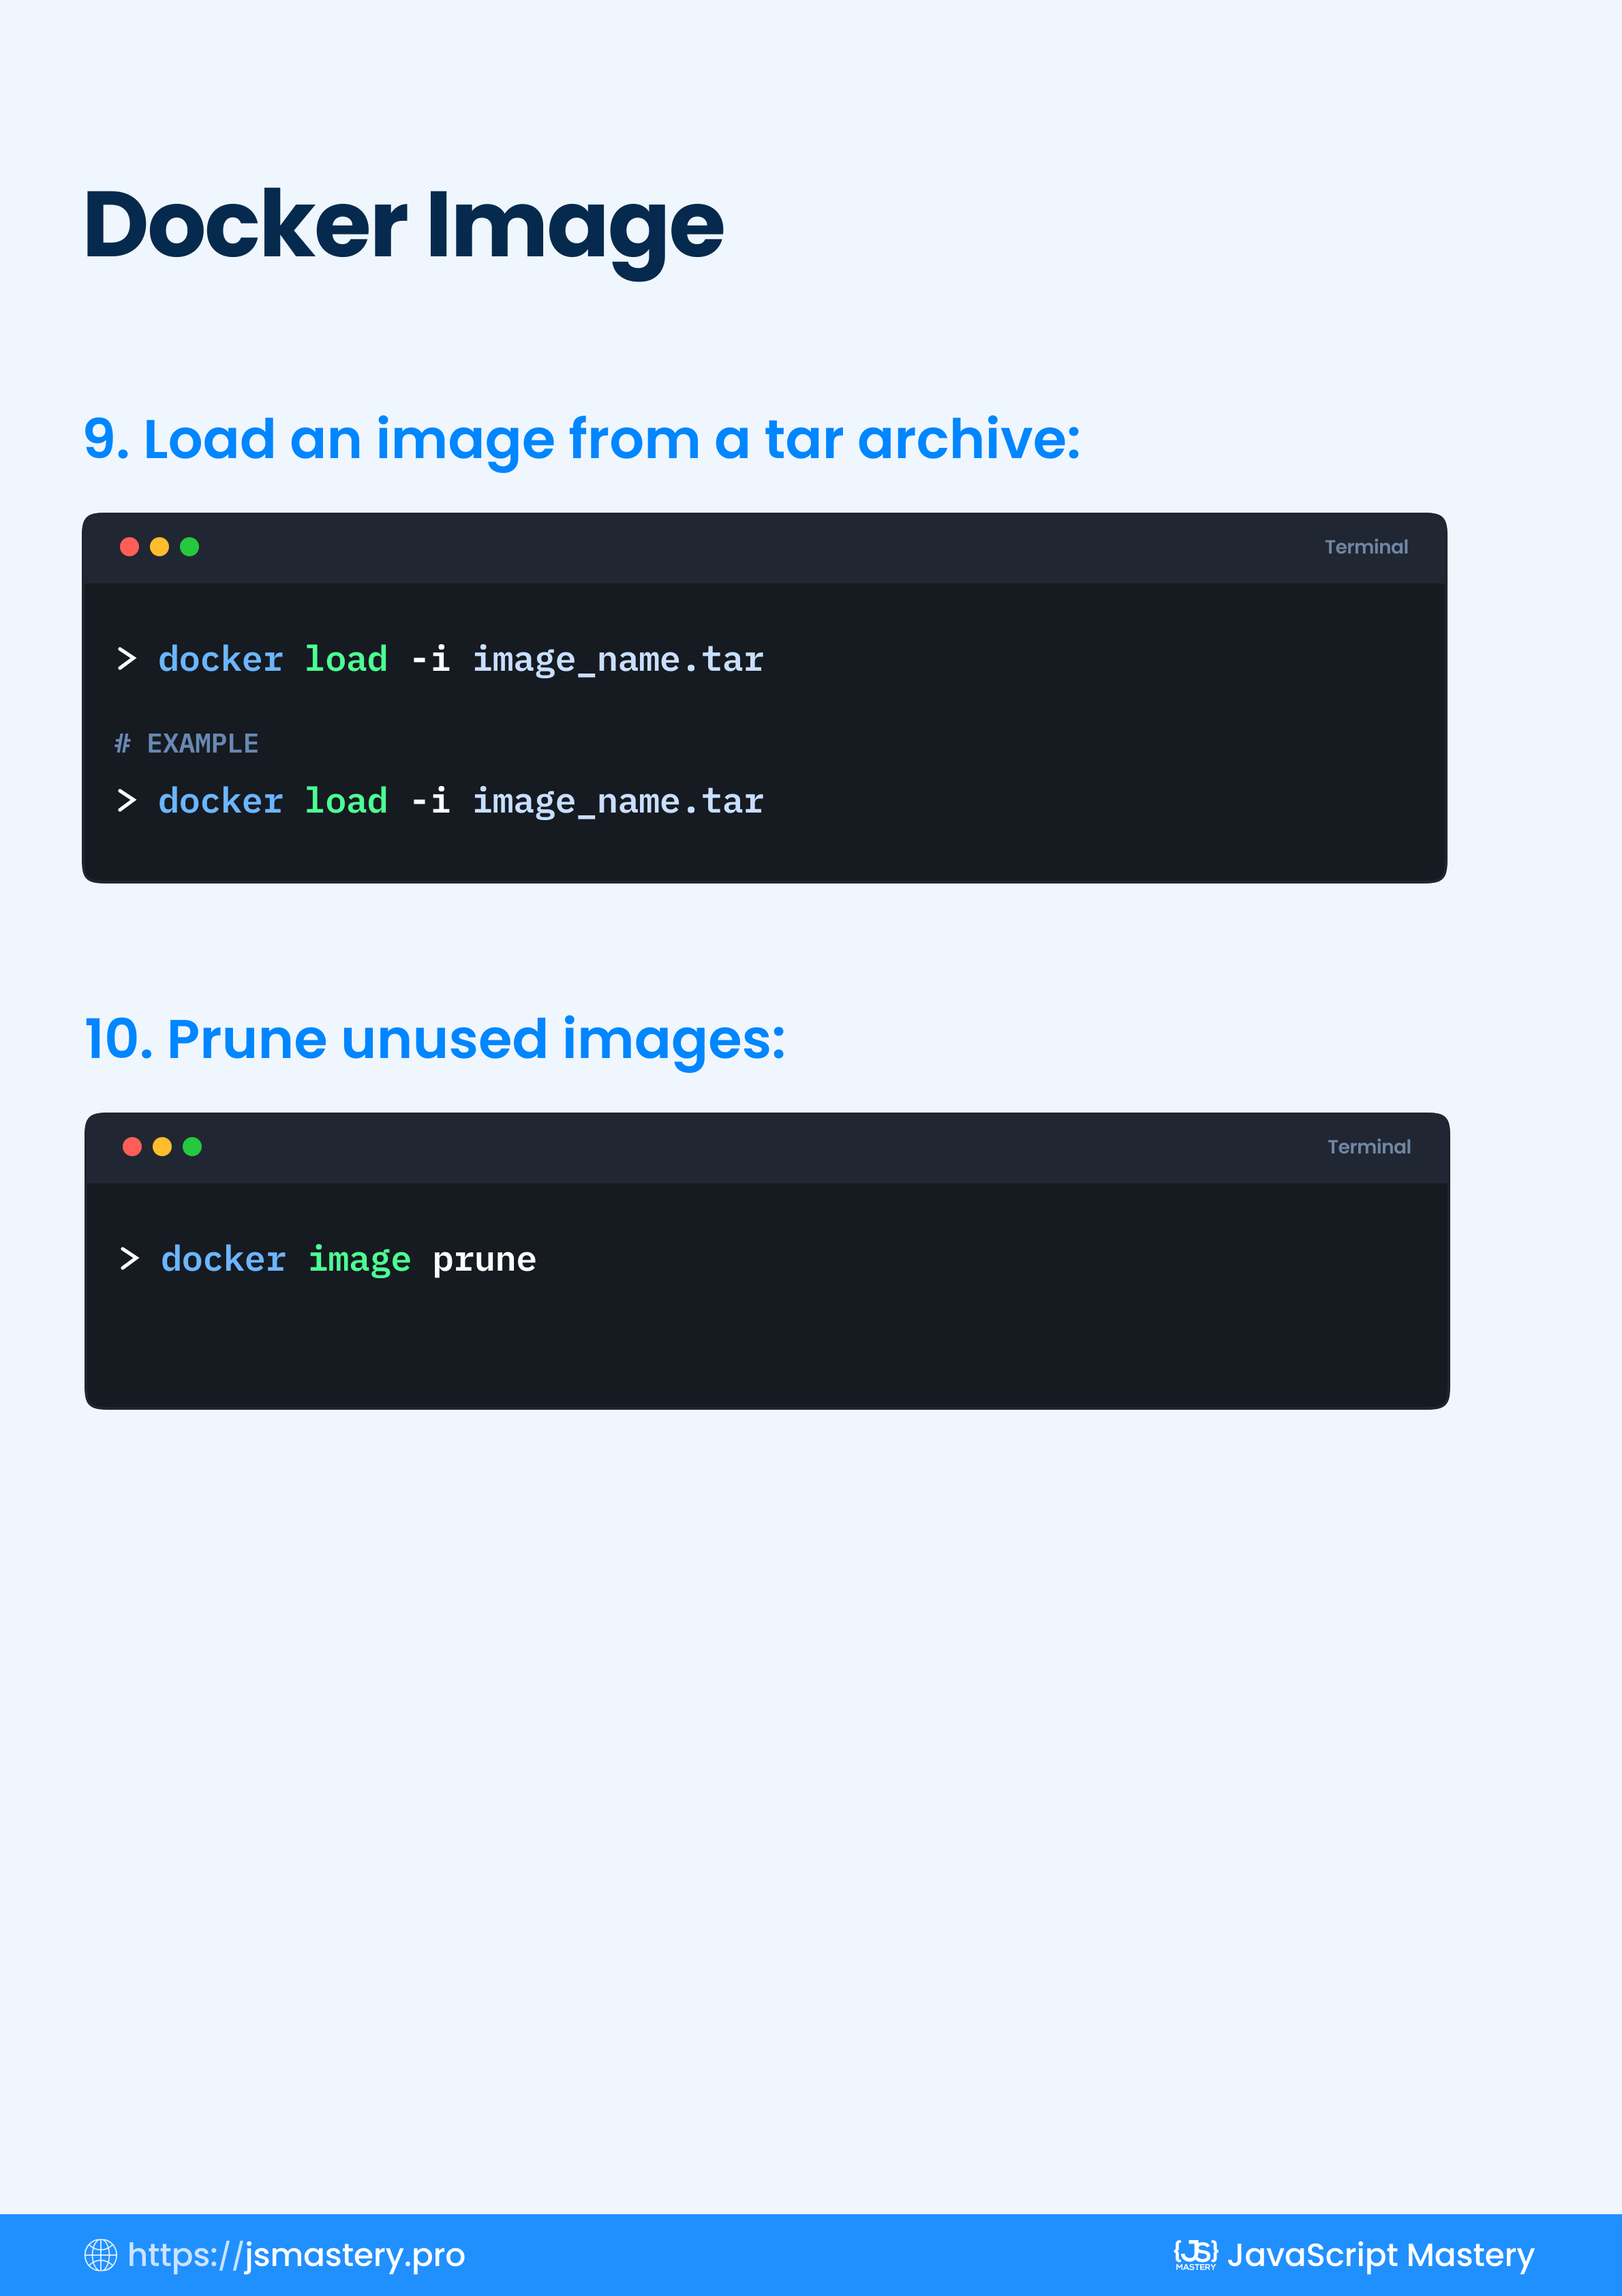 Docker Image
9. Load an image from a tar archive:
Terminal
> docker load -i image_name.tar
# EXAMPLE
> docker load -i image_name.tar
10. Prune unused images:
Terminal
> docker image prune
https://jsmastery.pro
{JS} MASTERY JavaScript Mastery